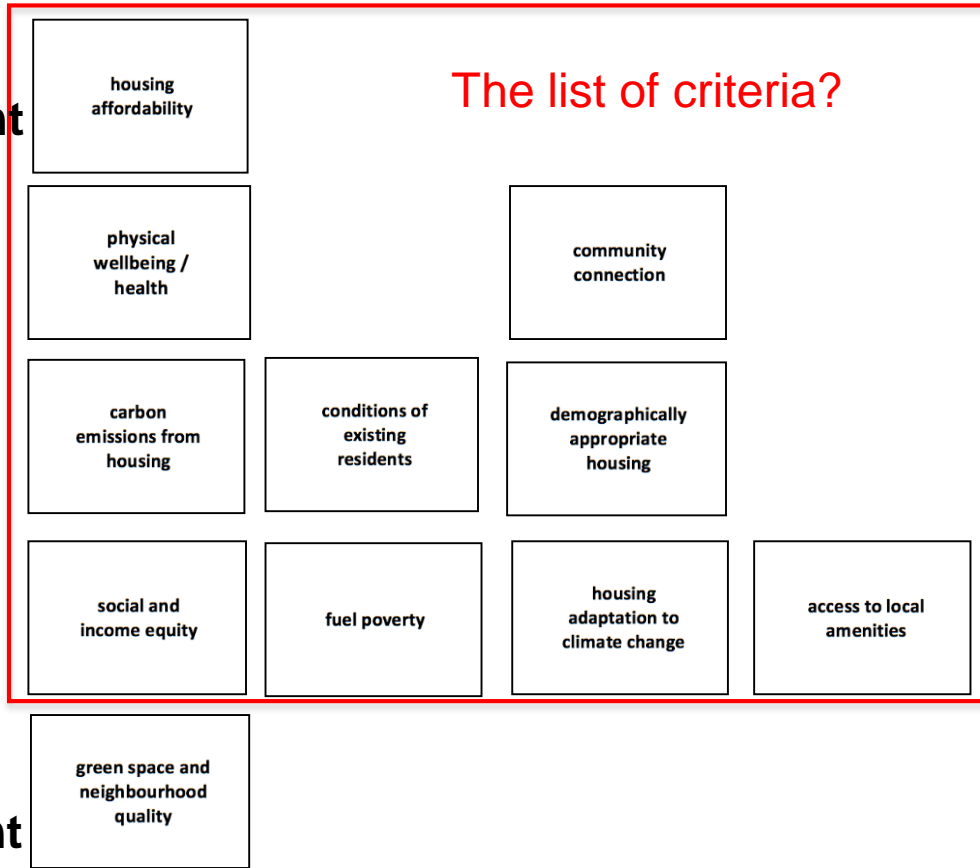 housing
affordability
The list of criteria?
nt
physical
wellbeing /
health
community
connection
carbon
emissions from
housing
conditions of
existing
residents
demographically
appropriate
housing
social and
income equity
fuel poverty
housing
adaptation to
climate change
access to local
amenities
green space and
neighbourhood
quality
nt